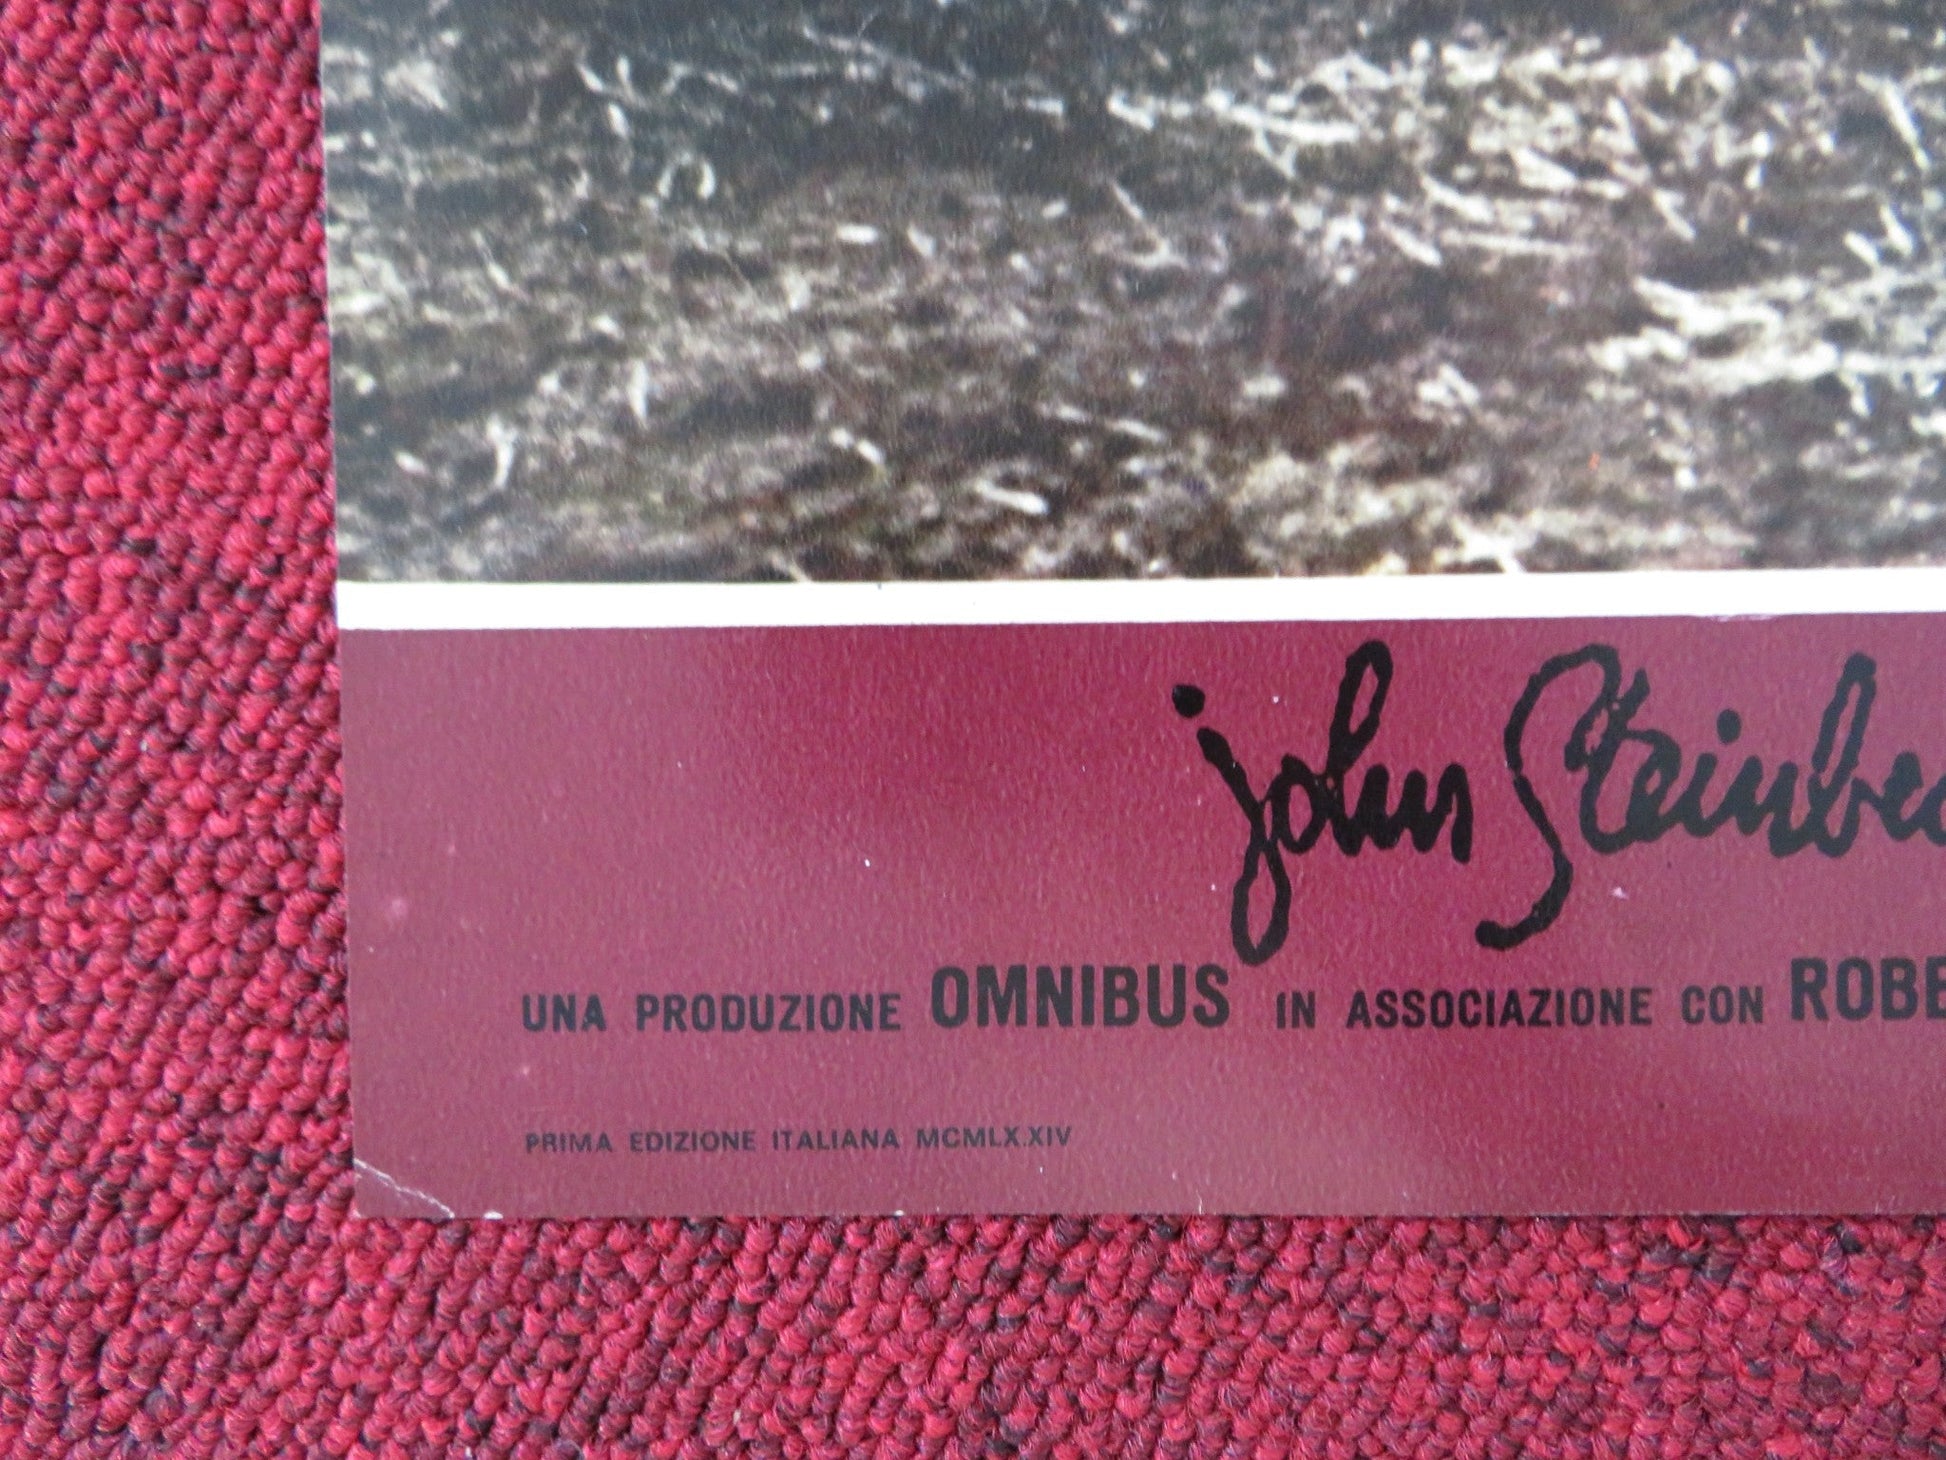 john Steinbe
UNA PRODUZIONE OMNIBUS IN ASSOCIAZIONE CON ROBE
PRIMA EDIZIONE ITALIANA MCMLX.XIV